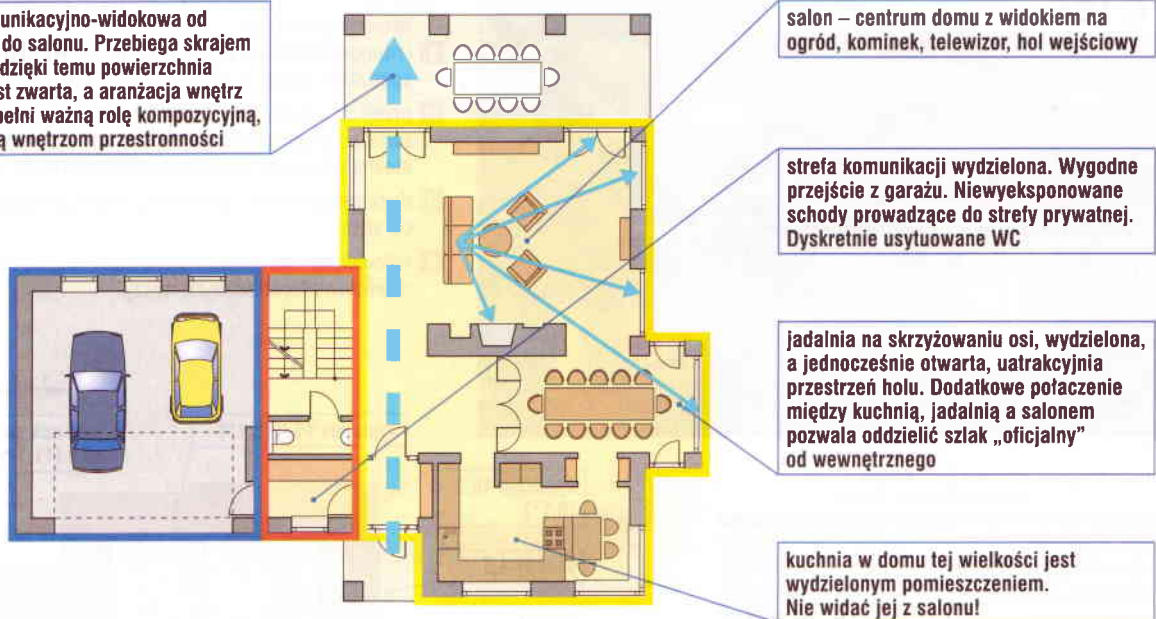 unikacyjno-widokowa od
do salonu. Przebiega skrajem
dzięki temu powierzchnia
st zwarta, a aranżacja wnętrz
ełni ważną rolę kompozycyjną,
ą wnętrzom przestronności
salon – centrum domu z widokiem na
ogród, kominek, telewizor, hol wejściowy
strefa komunikacji wydzielona. Wygodne
przejście z garażu. Niewyeksponowane
schody prowadzące do strefy prywatnej.
Dyskretnie usytuowane WC
jadalnia na skrzyżowaniu osi, wydzielona,
a jednocześnie otwarta, uatrakcyjnia
przestrzeń holu. Dodatkowe połaczenie
między kuchnią, jadalnią a salonem
pozwala oddzielić szlak „oficjalny”
od wewnętrznego
kuchnia w domu tej wielkości jest
wydzielonym pomieszczeniem.
Nie widać jej z salonu!